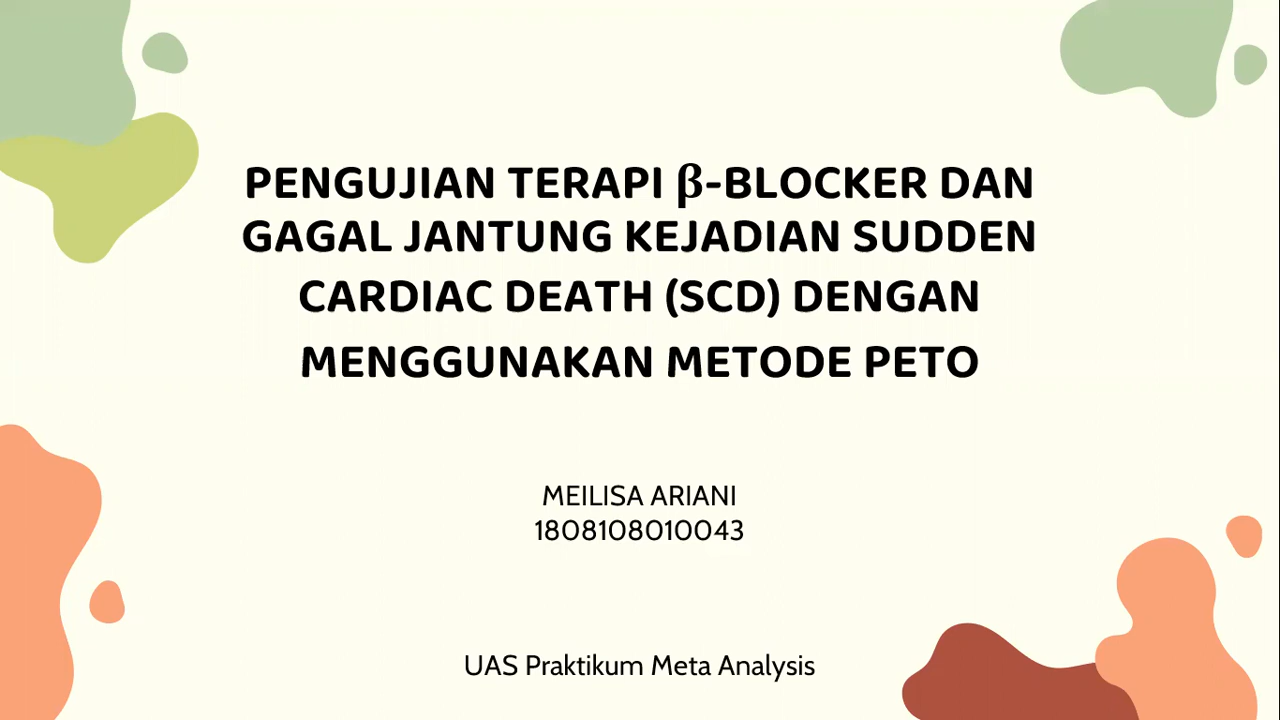 PENGUJIAN TERAPI β-BLOCKER DAN
GAGAL JANTUNG KEJADIAN SUDDEN
CARDIAC DEATH (SCD) DENGAN
MENGGUNAKAN METODE PETO
MEILISA ARIANI
1808108010043
UAS Praktikum Meta Analysis